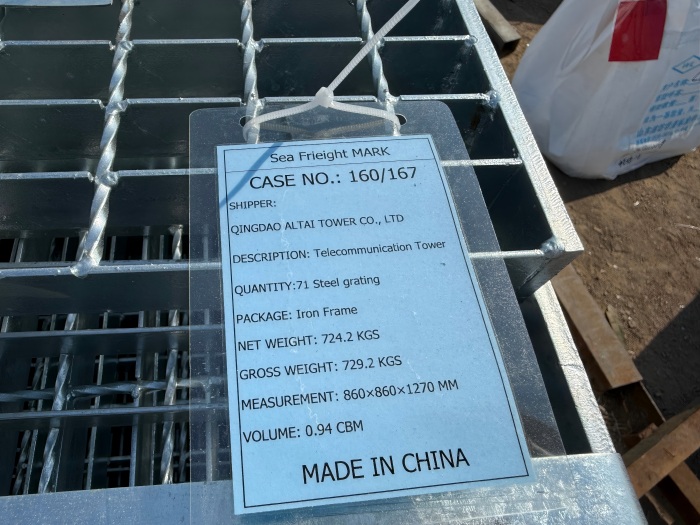 Sea Frieight MARK
CASE NO.: 160/167
SHIPPER:
QINGDAO ALTAI TOWER CO., LTD
DESCRIPTION: Telecommunication Tower
QUANTITY:71 Steel grating
PACKAGE: Iron Frame
NET WEIGHT: 724.2 KGS
GROSS WEIGHT: 729.2 KGS
MEASUREMENT: 860×860×1270 MM
VOLUME: 0.94 CBM
MADE IN CHINA